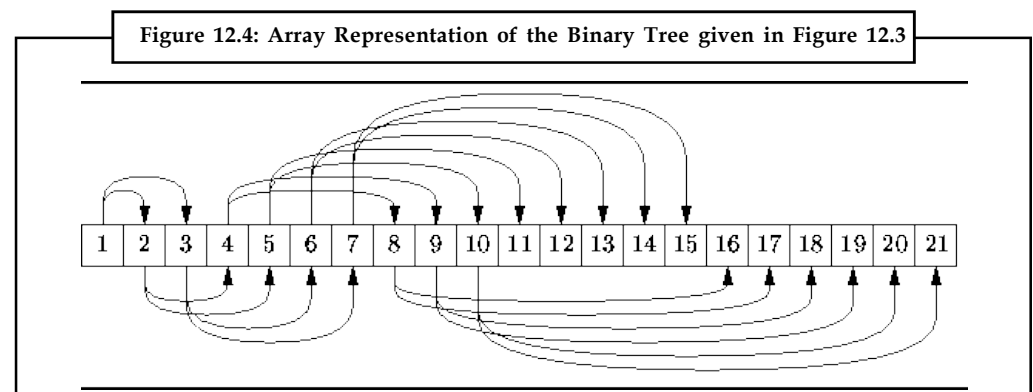 Figure 12.4: Array Representation of the Binary Tree given in Figure 12.3
1 2 3 4 5 6 7 8 9 10 11 12 13 14 15 16 17 18 19 20 21